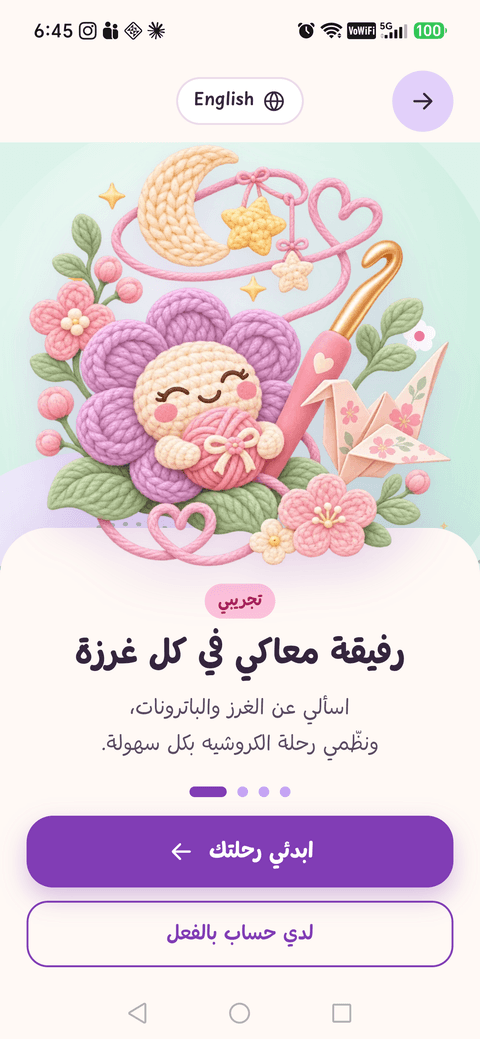 6:45
VoWiFi 5G 100
English
تجريبي
رفيقة معاكي في كل غرزة
اسألي عن الغرز والباترونات،
ونظّمي رحلة الكروشيه بكل سهولة.
ابدئي رحلتك
لدي حساب بالفعل